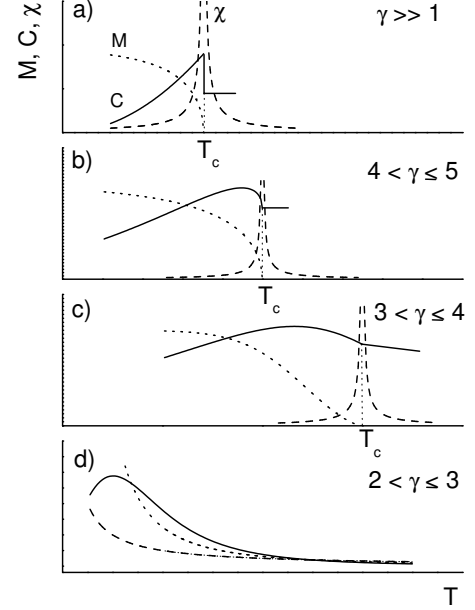 M, C, χ
a)
χ
γ >> 1
M
C
T_c
b)
4 < γ ≤ 5
T_c
c)
3 < γ ≤ 4
T_c
d)
2 < γ ≤ 3
T